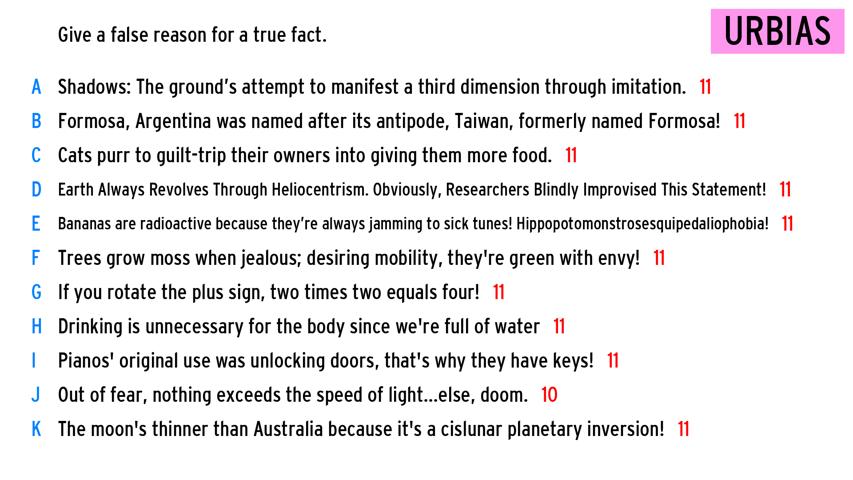 Give a false reason for a true fact.
URBIAS
A Shadows: The ground's attempt to manifest a third dimension through imitation. 11
B Formosa, Argentina was named after its antipode, Taiwan, formerly named Formosa! 11
C Cats purr to guilt-trip their owners into giving them more food. 11
D Earth Always Revolves Through Heliocentrism. Obviously, Researchers Blindly Improvised This Statement! 11
E Bananas are radioactive because they're always jamming to sick tunes! Hippopotomonstrosesquipedaliophobia! 11
F Trees grow moss when jealous; desiring mobility, they're green with envy! 11
G If you rotate the plus sign, two times two equals four! 11
H Drinking is unnecessary for the body since we're full of water 11
I Pianos' original use was unlocking doors, that's why they have keys! 11
J Out of fear, nothing exceeds the speed of light...else, doom. 10
K The moon's thinner than Australia because it's a cislunar planetary inversion! 11